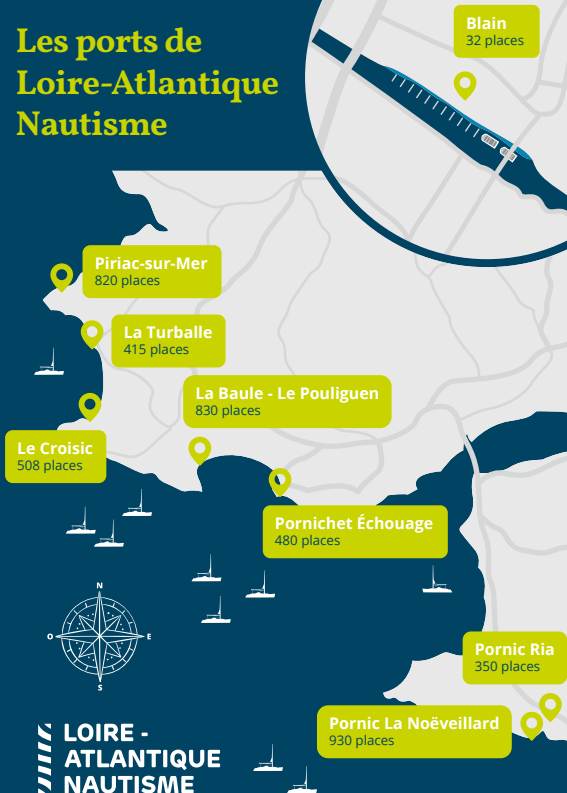 Les ports de
Loire-Atlantique
Nautisme
Blain
32 places
Piriac-sur-Mer
820 places
La Turballe
415 places
La Baule - Le Pouliguen
830 places
Le Croisic
508 places
Pornichet Échouage
480 places
N
O
E
S
Pornic Ria
350 places
Pornic La Noëveillard
930 places
LOIRE -
ATLANTIQUE
NAUTISME